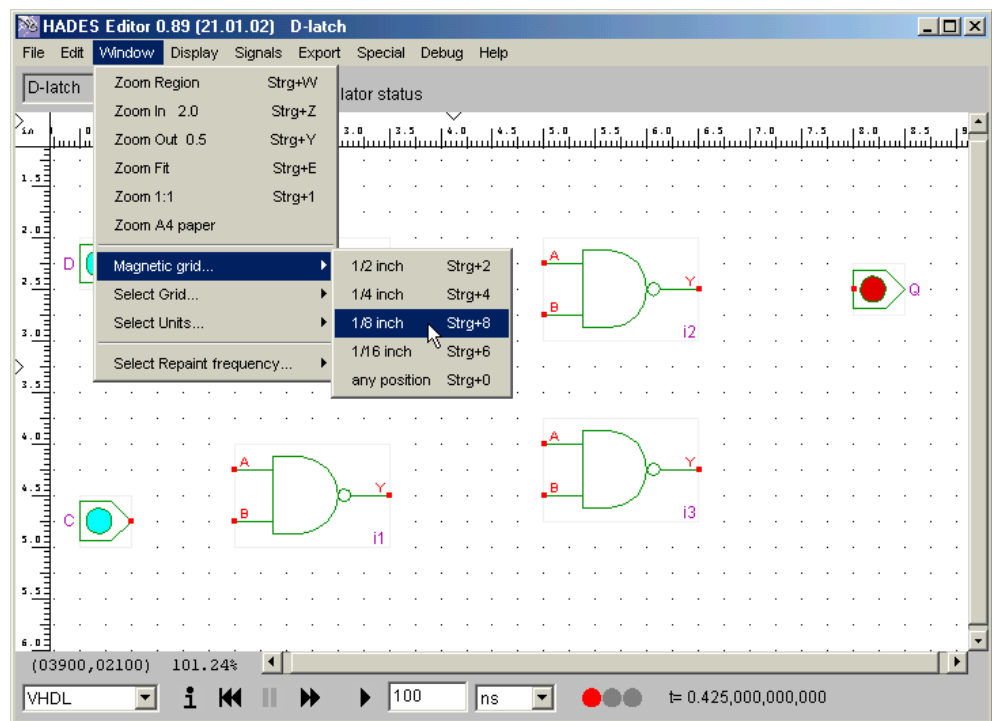 HADES Editor 0.89 (21.01.02) D-latch
File Edit Window Display Signals Export Special Debug Help
D-latch
lator status
Zoom Region Strg+W
Zoom In 2.0 Strg+Z
Zoom Out 0.5 Strg+Y
Zoom Fit Strg+E
Zoom 1:1 Strg+1
Zoom A4 paper
Magnetic grid...
Select Grid...
Select Units...
Select Repaint frequency...
1/2 inch Strg+2
1/4 inch Strg+4
1/8 inch Strg+8
1/16 inch Strg+6
any position Strg+0
3.0 3.5 4.0 4.5 5.0 5.5 6.0 6.5 7.0 7.5 8.0 8.5
1.5
2.0
2.5
3.0
3.5
4.0
4.5
5.0
5.5
6.0
D
A
B
Y
i2
Q
A
B
Y
i3
C
A
B
Y
i1
(03900,02100) 101.24%
VHDL i 100 ns t= 0.425,000,000,000